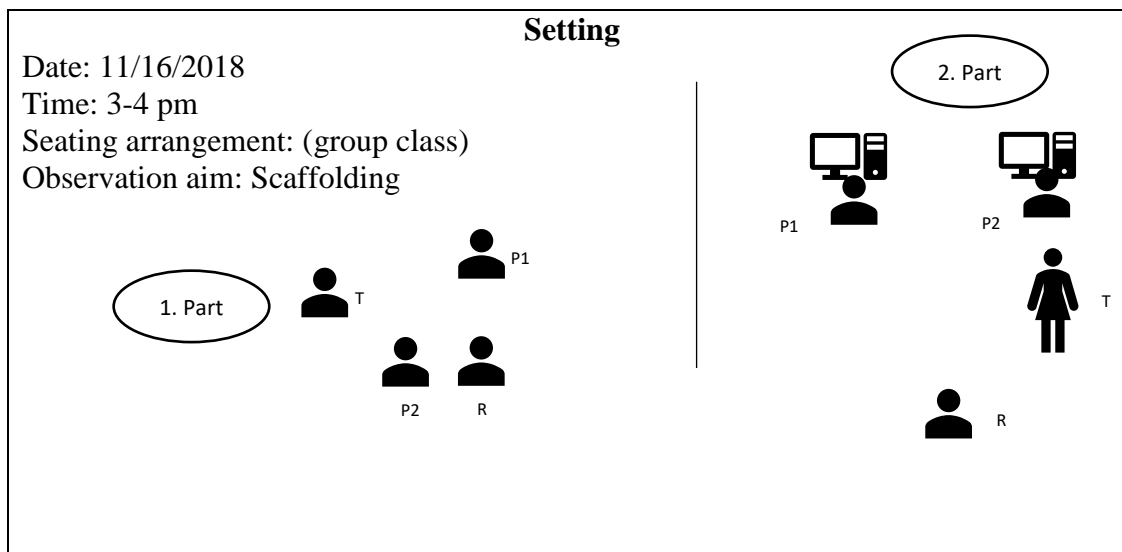 Setting
Date: 11/16/2018
Time: 3-4 pm
Seating arrangement: (group class)
Observation aim: Scaffolding
1. Part
T
P1
P2
R
2. Part
P1
P2
T
R